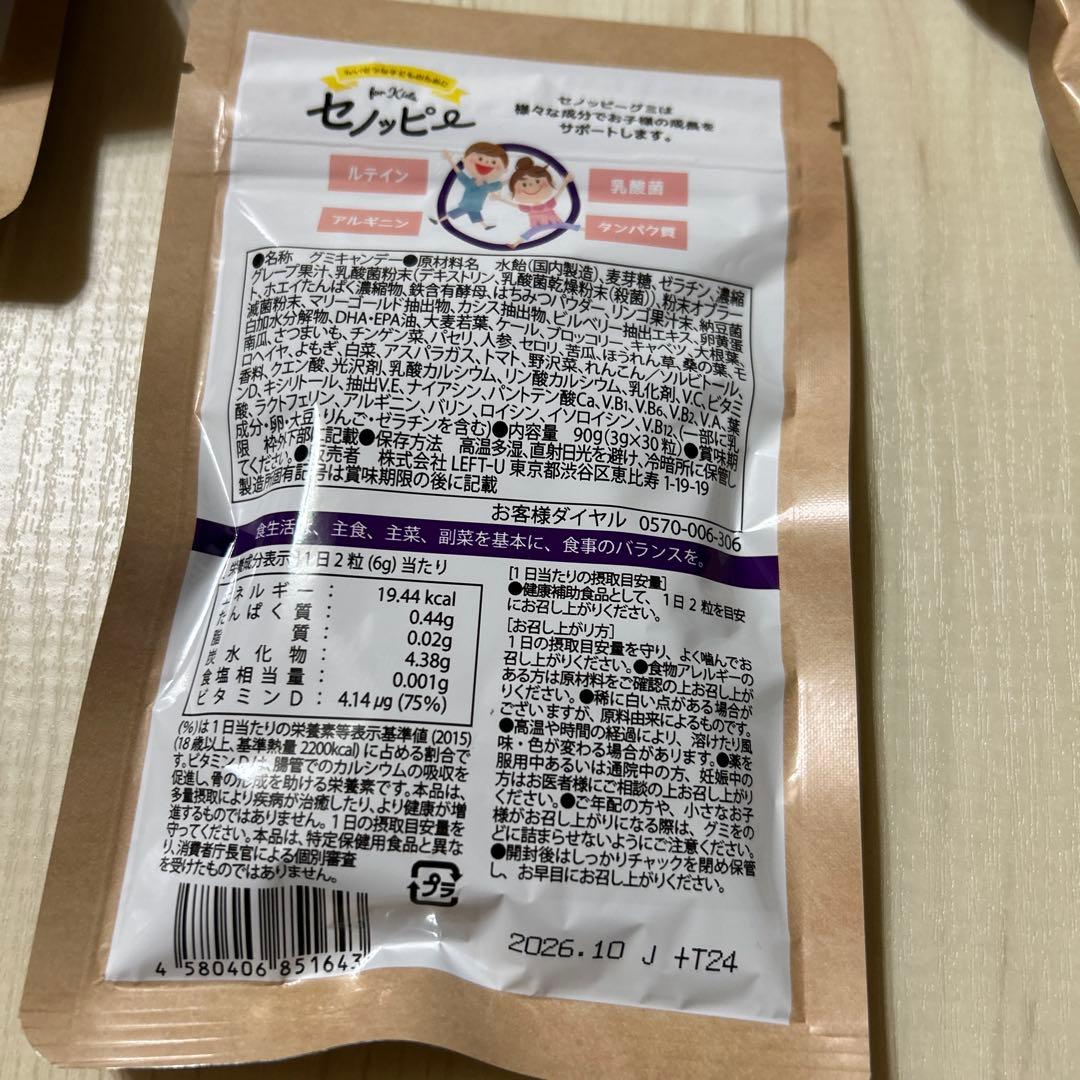 for Kids
セノッピー
セノッピーグミは
様々な成分でお子様の成長を
サポートします。
ルテイン
乳酸菌
アルギニン
タンパク質
●名称 グミキャンデー●原材料名 水飴(国内製造)、麦芽糖、ゼラチン、濃縮
グレープ果汁、乳酸菌粉末(デキストリン、乳酸菌乾燥粉末(殺菌))、粉末オブラー
ト、ホエイたんぱく濃縮物、鉄含有酵母、はちみつパウダー、リンゴ果汁末、納豆菌
滅菌粉末、マリーゴールド抽出物、カシス抽出物、ビルベリー抽出エキス、卵黄蛋
白加水分解物、DHA・EPA油、大麦若葉、ケール、ブロッコリー、キャベツ、大根葉、
南瓜、さつまいも、チンゲン菜、パセリ、人参、セロリ、苦瓜、ほうれん草、桑の葉、モ
ロヘイヤ、よもぎ、白菜、アスパラガス、トマト、野沢菜、れんこん／ソルビトール、
香料、クエン酸、光沢剤、乳酸カルシウム、リン酸カルシウム、乳化剤、V.C、ビタミ
ンD、キシリトール、抽出V.E、ナイアシン、パントテン酸Ca、V.B1、V.B6、V.B2、V.A、葉
酸、ラクトフェリン、アルギニン、バリン、ロイシン、イソロイシン、V.B12、(一部に乳
成分・卵・大豆・りんご・ゼラチンを含む)●内容量 90g(3g×30粒)●賞味期
限 枠外下部に記載●保存方法 高温多湿、直射日光を避け、冷暗所に保管し
てください。●販売者 株式会社 LEFT-U 東京都渋谷区恵比寿 1-19-19
製造所固有記号は賞味期限の後に記載
お客様ダイヤル 0570-006-306
食生活は、主食、主菜、副菜を基本に、食事のバランスを。
栄養成分表示 1日2粒 (6g) 当たり
エネルギー： 19.44 kcal
たんぱく質： 0.44g
脂質： 0.02g
炭水化物： 4.38g
食塩相当量： 0.001g
ビタミンD： 4.14 μg (75%)
(%)は1日当たりの栄養素等表示基準値 (2015)
(18歳以上、基準熱量 2200kcal) に占める割合で
す。ビタミンDは、腸管でのカルシウムの吸収を
促進し、骨の形成を助ける栄養素です。本品は、
多量摂取により疾病が治癒したり、より健康が増
進するものではありません。1日の摂取目安量を
守ってください。本品は、特定保健用食品と異な
り、消費者庁長官による個別審査
を受けたものではありません。
プラ
4 580406 851643
[1日当たりの摂取目安量]
●健康補助食品として、1日2粒を目安
にお召し上がりください。
[お召し上がり方]
1日の摂取目安量を守り、よく噛んでお
召し上がりください。●食物アレルギーの
ある方は原材料をご確認の上お召し上が
りください。●稀に白い点がある場合が
ございますが、原料由来によるものです。
●高温や時間の経過により、溶けたり風
味・色が変わる場合があります。●薬を
服用中あるいは通院中の方、妊娠中の
方はお医者様にご相談の上お召し上がり
ください。●ご年配の方や、小さなお子
様がお召し上がりになる際は、グミをの
どに詰まらせないようにご注意ください。
●開封後はしっかりチャックを閉め保管
し、お早目にお召し上がりください。
2026.10 J +T24